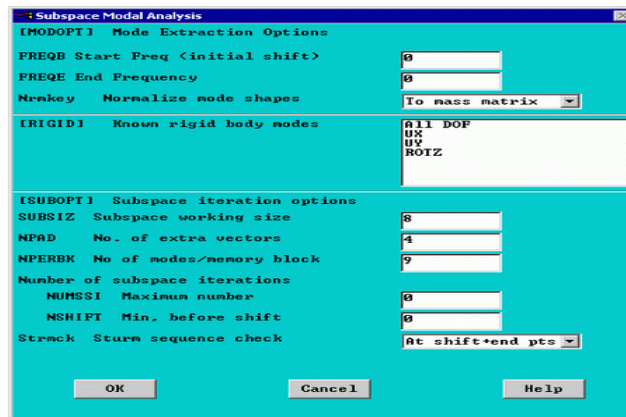 Subspace Modal Analysis
[MODOPT] Mode Extraction Options
FREQB Start Freq (initial shift) 0
FREQE End Frequency 0
Nrmkey Normalize mode shapes To mass matrix
[RIGID] Known rigid body modes All DOF
UX
UY
ROTZ
[SUBOPT] Subspace iteration options
SUBSIZ Subspace working size 8
NPAD No. of extra vectors 4
NPERBK No of modes/memory block 9
Number of subspace iterations
NUMSSI Maximum number 0
NSHIFT Min, before shift 0
Strmck Sturm sequence check At shift+end pts
OK Cancel Help